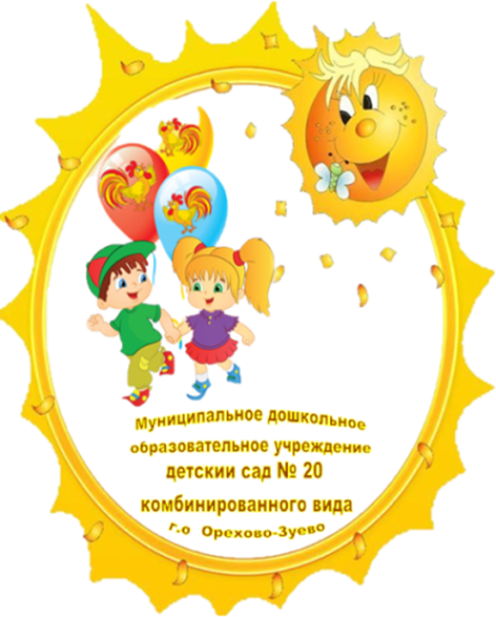 Муниципальное дошкольное
образовательное учреждение
детскии сад № 20
комбинированного вида
г.о Орехово-Зуево